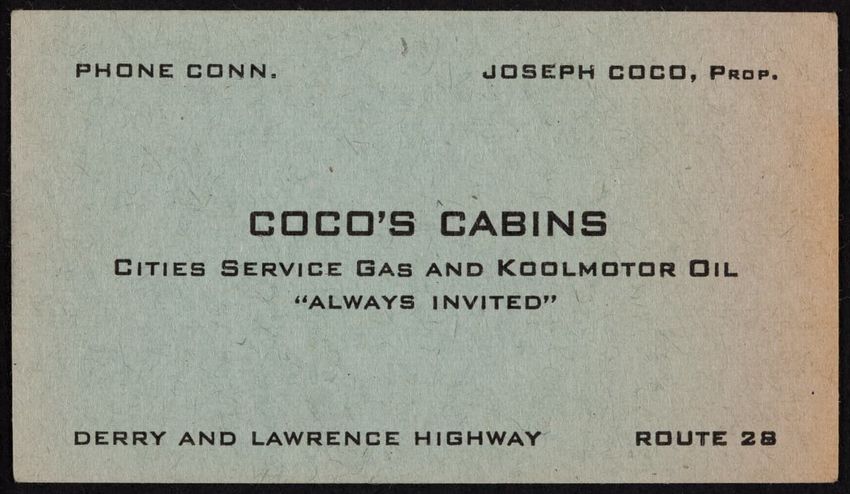 PHONE CONN.
JOSEPH COCO, PROP.
COCO'S CABINS
CITIES SERVICE GAS AND KOOLMOTOR OIL
“ALWAYS INVITED”
DERRY AND LAWRENCE HIGHWAY
ROUTE 28